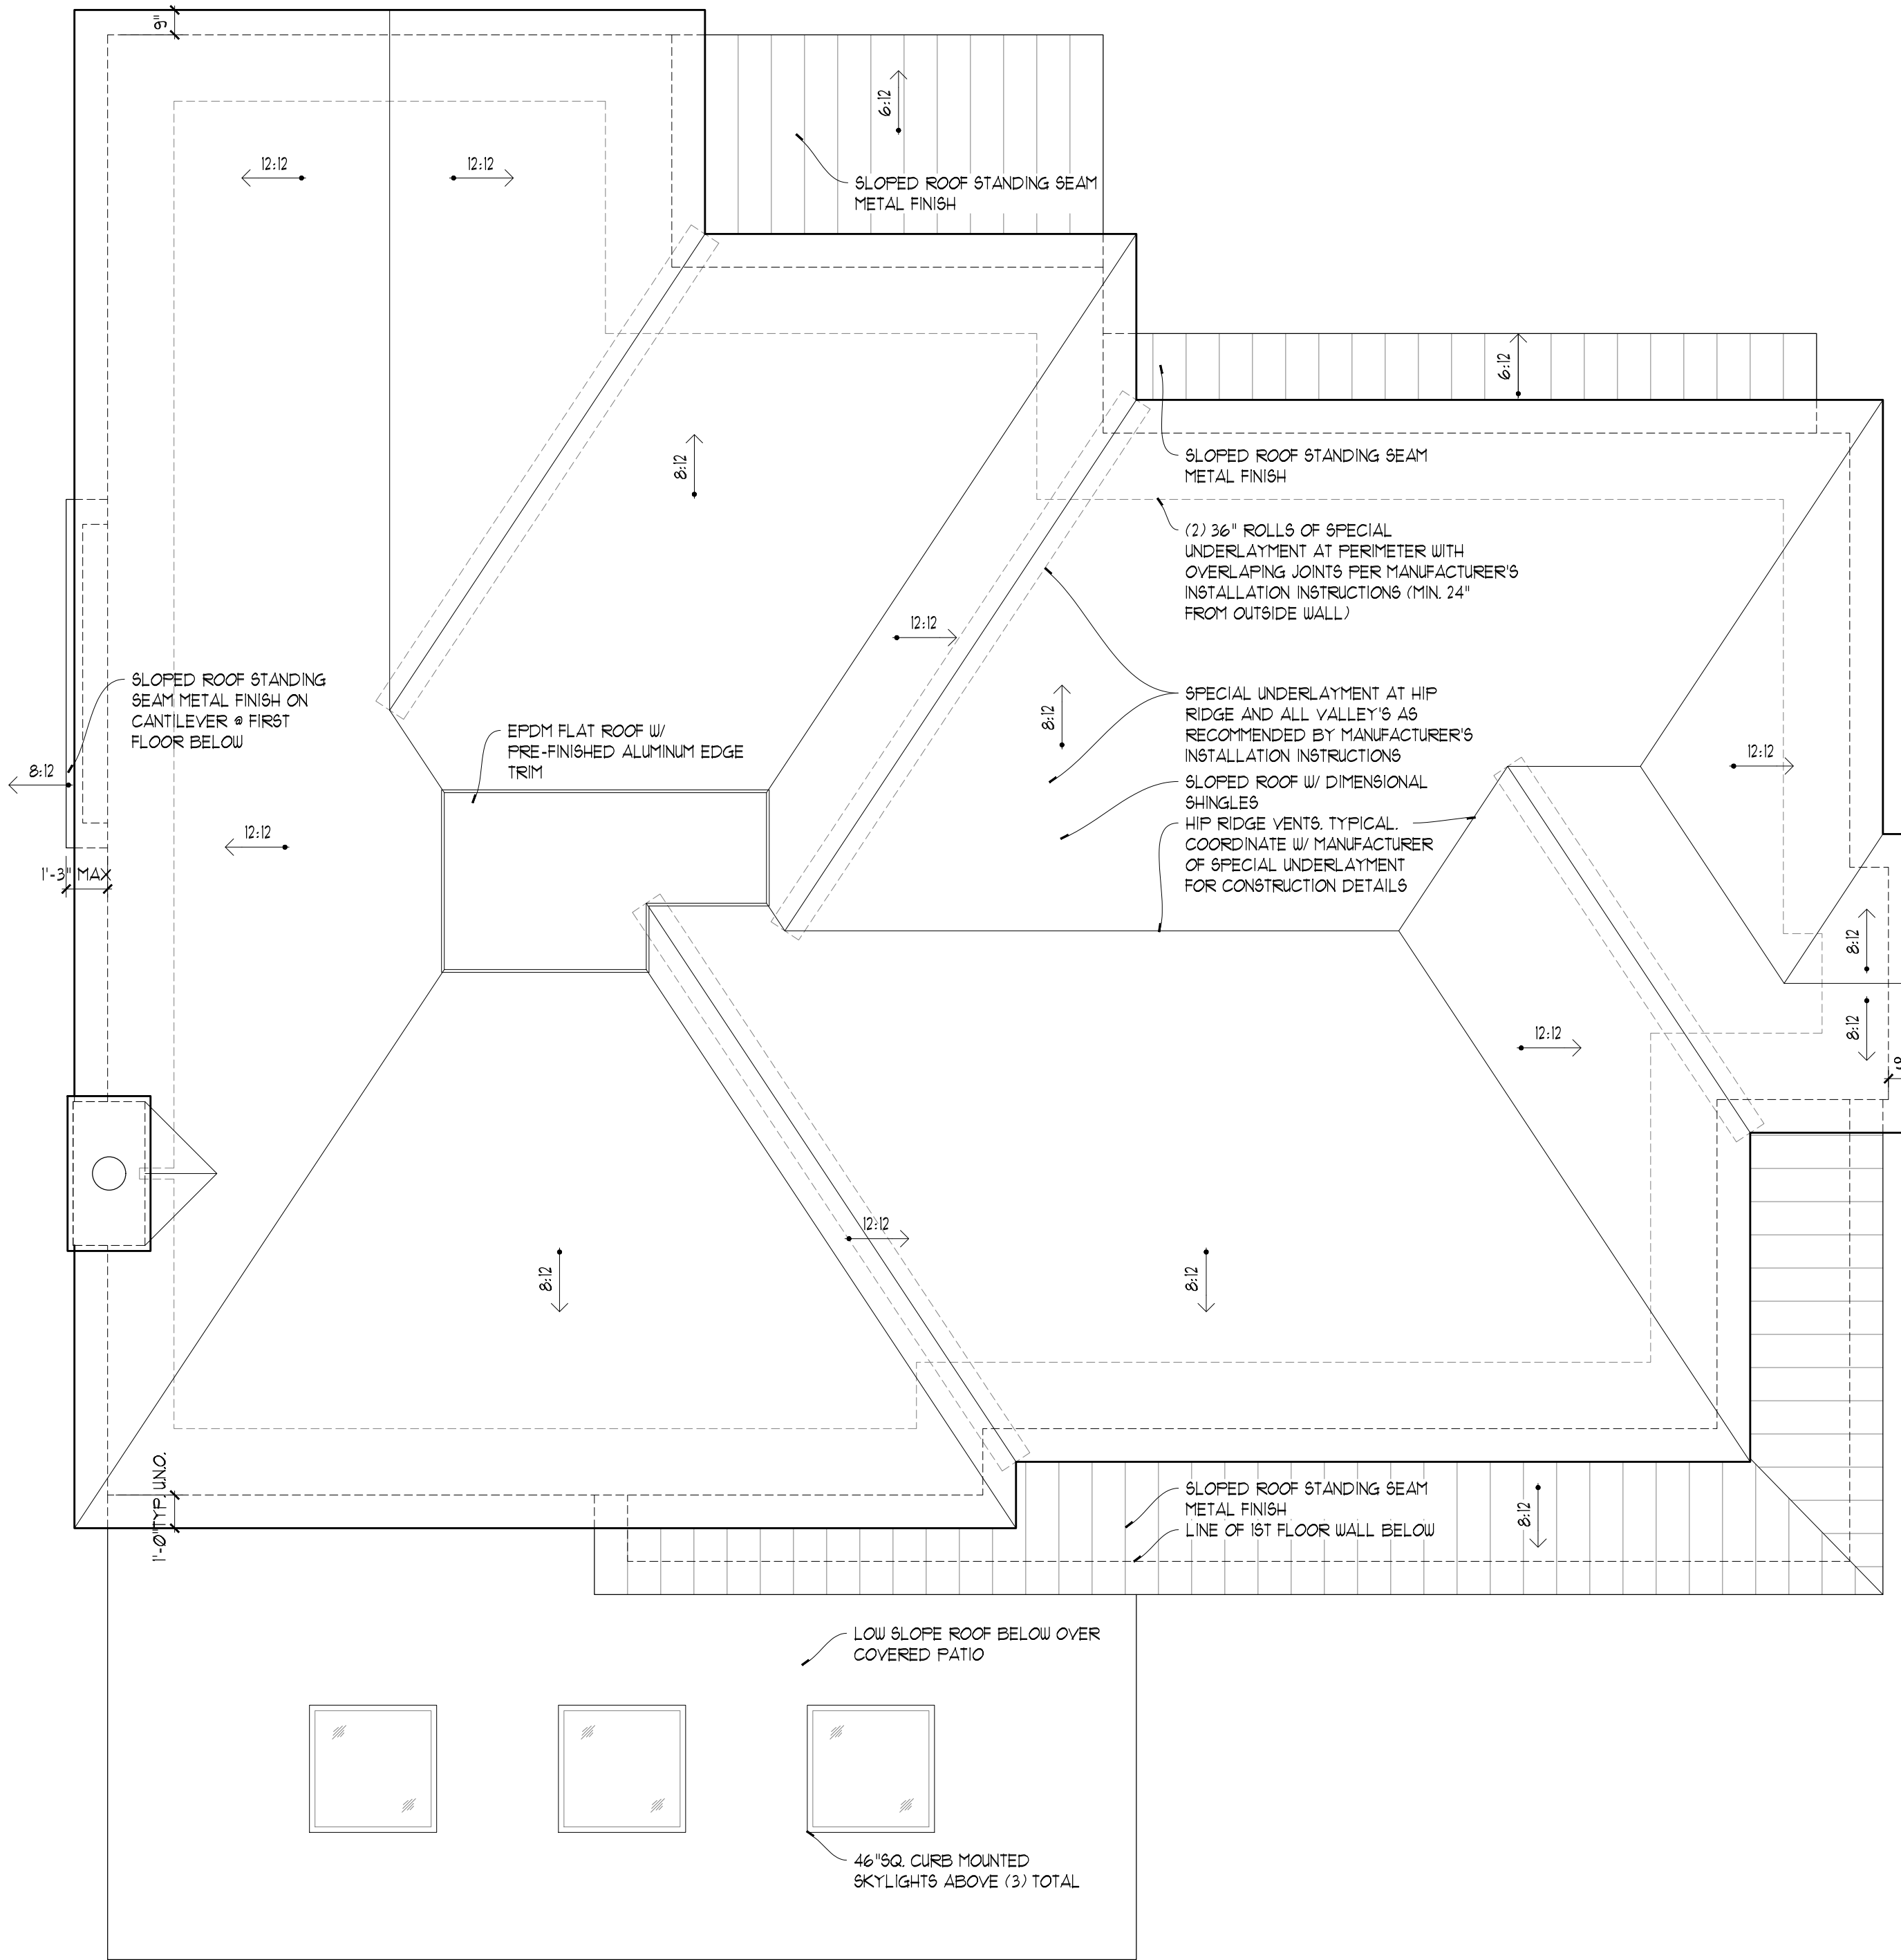 9"
6:12
12:12
12:12
SLOPED ROOF STANDING SEAM
METAL FINISH
6:12
8:12
SLOPED ROOF STANDING SEAM
METAL FINISH
(2) 36" ROLLS OF SPECIAL
UNDERLAYMENT AT PERIMETER WITH
OVERLAPING JOINTS PER MANUFACTURER'S
INSTALLATION INSTRUCTIONS (MIN. 24"
FROM OUTSIDE WALL)
12:12
SLOPED ROOF STANDING
SEAM METAL FINISH ON
CANTILEVER @ FIRST
FLOOR BELOW
8:12
SPECIAL UNDERLAYMENT AT HIP
RIDGE AND ALL VALLEY'S AS
RECOMMENDED BY MANUFACTURER'S
INSTALLATION INSTRUCTIONS
EPDM FLAT ROOF W/
PRE-FINISHED ALUMINUM EDGE
TRIM
12:12
8:12
SLOPED ROOF W/ DIMENSIONAL
SHINGLES
HIP RIDGE VENTS. TYPICAL.
COORDINATE W/ MANUFACTURER
OF SPECIAL UNDERLAYMENT
FOR CONSTRUCTION DETAILS
12:12
1'-3" MAX
8:12
8:12
12:12
12:12
8:12
8:12
1'-0" TYP. U.N.O.
SLOPED ROOF STANDING SEAM
METAL FINISH
LINE OF 1ST FLOOR WALL BELOW
8:12
LOW SLOPE ROOF BELOW OVER
COVERED PATIO
46"SQ. CURB MOUNTED
SKYLIGHTS ABOVE (3) TOTAL